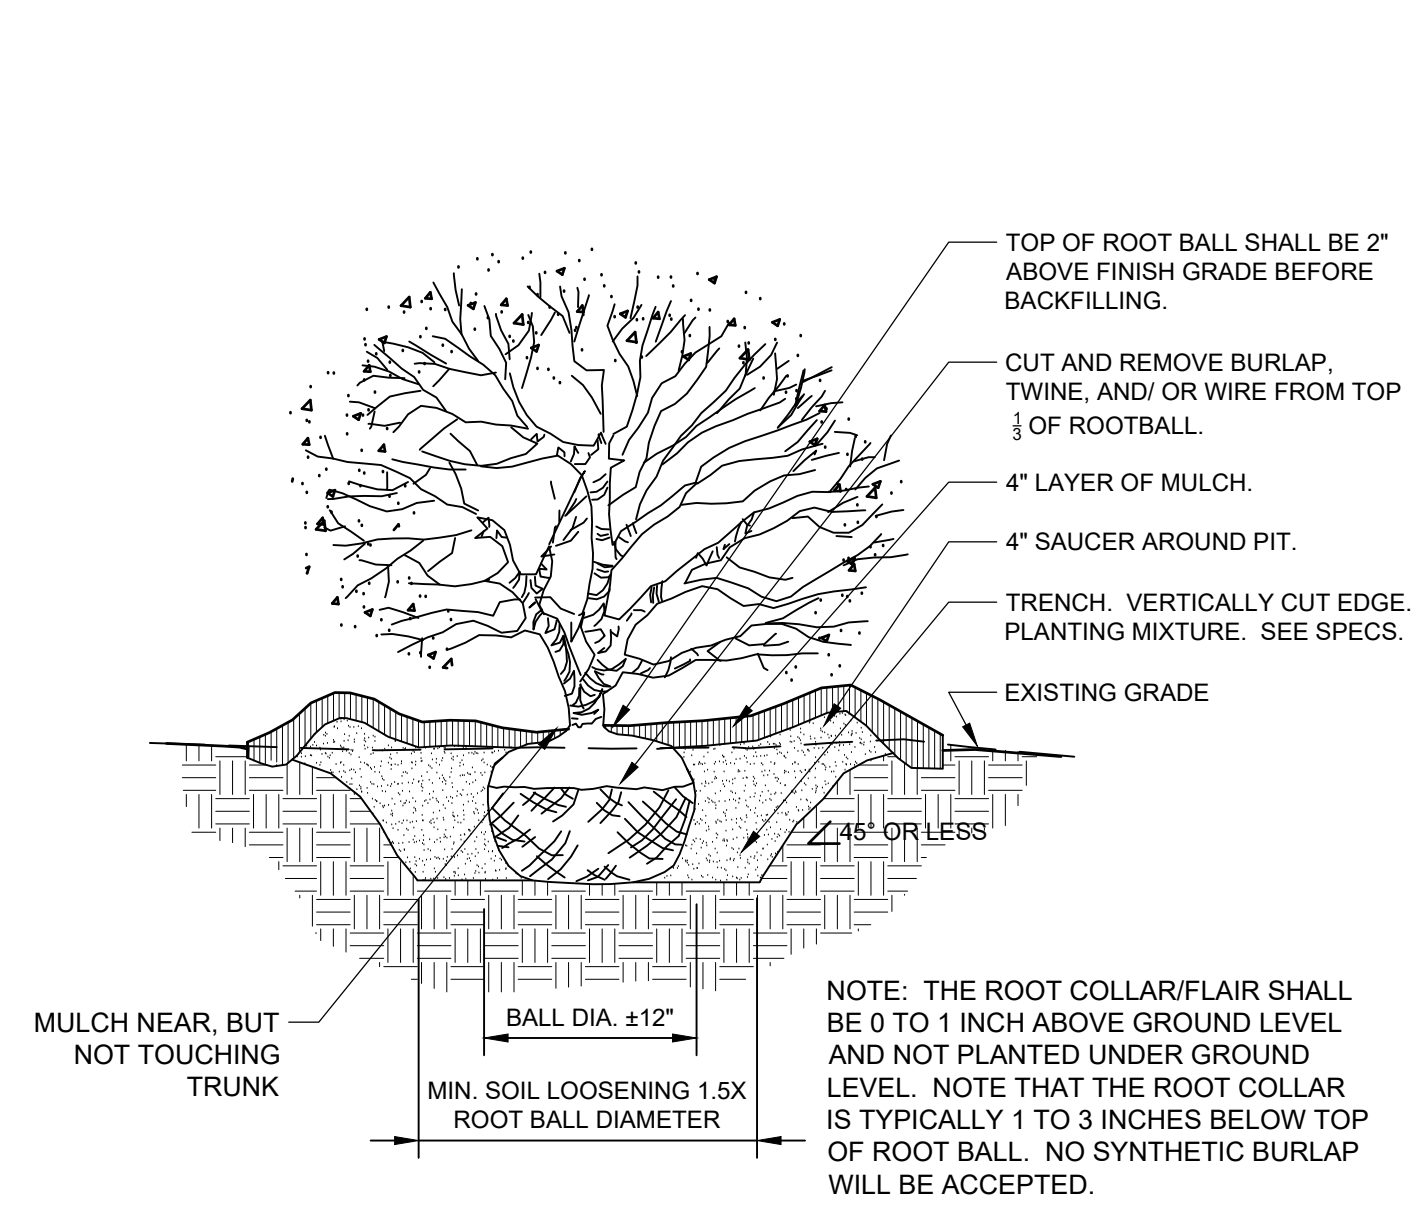 TOP OF ROOT BALL SHALL BE 2"
ABOVE FINISH GRADE BEFORE
BACKFILLING.
CUT AND REMOVE BURLAP,
TWINE, AND/ OR WIRE FROM TOP
1/3 OF ROOTBALL.
4" LAYER OF MULCH.
4" SAUCER AROUND PIT.
TRENCH.  VERTICALLY CUT EDGE.
PLANTING MIXTURE.  SEE SPECS.
EXISTING GRADE
45° OR LESS
MULCH NEAR, BUT
NOT TOUCHING
TRUNK
BALL DIA. ±12"
MIN. SOIL LOOSENING 1.5X
ROOT BALL DIAMETER
NOTE:  THE ROOT COLLAR/FLAIR SHALL
BE 0 TO 1 INCH ABOVE GROUND LEVEL
AND NOT PLANTED UNDER GROUND
LEVEL.  NOTE THAT THE ROOT COLLAR
IS TYPICALLY 1 TO 3 INCHES BELOW TOP
OF ROOT BALL.  NO SYNTHETIC BURLAP
WILL BE ACCEPTED.